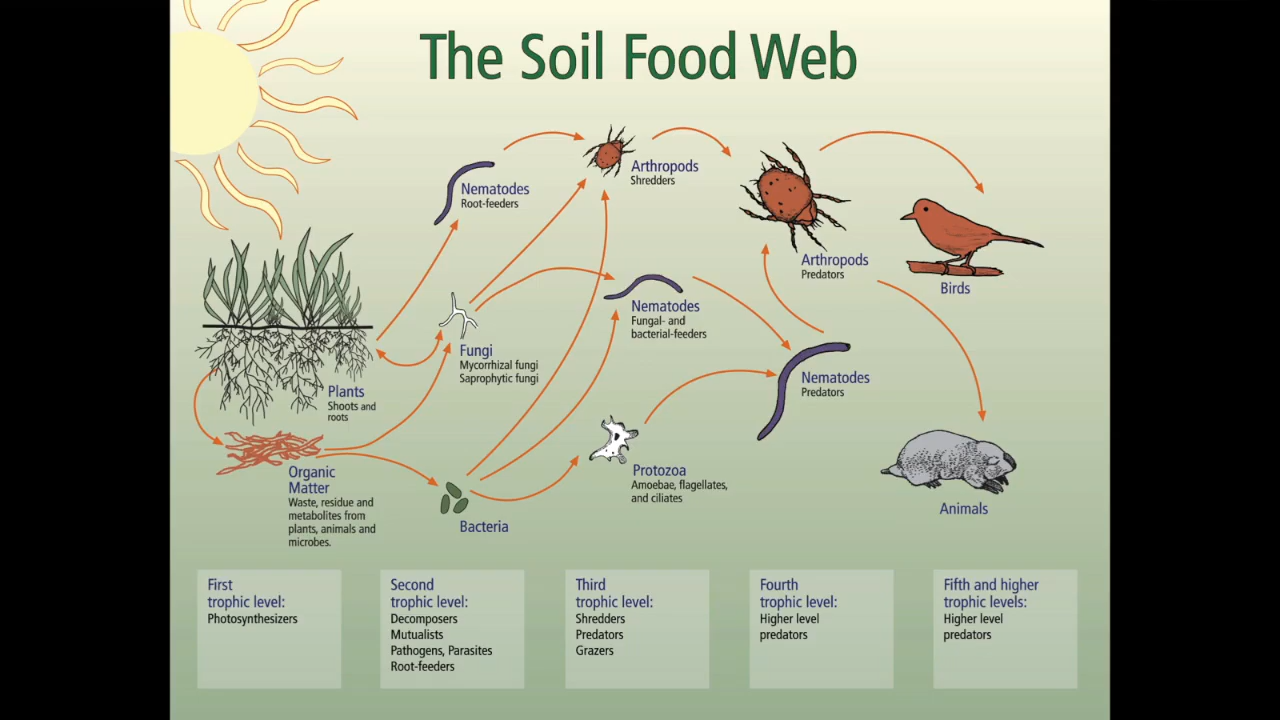 The Soil Food Web
Arthropods
Shredders
Nematodes
Root-feeders
Arthropods
Predators
Birds
Nematodes
Fungal- and
bacterial-feeders
Fungi
Mycorrhizal fungi
Saprophytic fungi
Nematodes
Predators
Plants
Shoots and
roots
Organic
Matter
Waste, residue and
metabolites from
plants, animals and
microbes.
Protozoa
Amoebae, flagellates,
and ciliates
Bacteria
Animals
First
trophic level:
Photosynthesizers
Second
trophic level:
Decomposers
Mutualists
Pathogens, Parasites
Root-feeders
Third
trophic level:
Shredders
Predators
Grazers
Fourth
trophic level:
Higher level
predators
Fifth and higher
trophic levels:
Higher level
predators